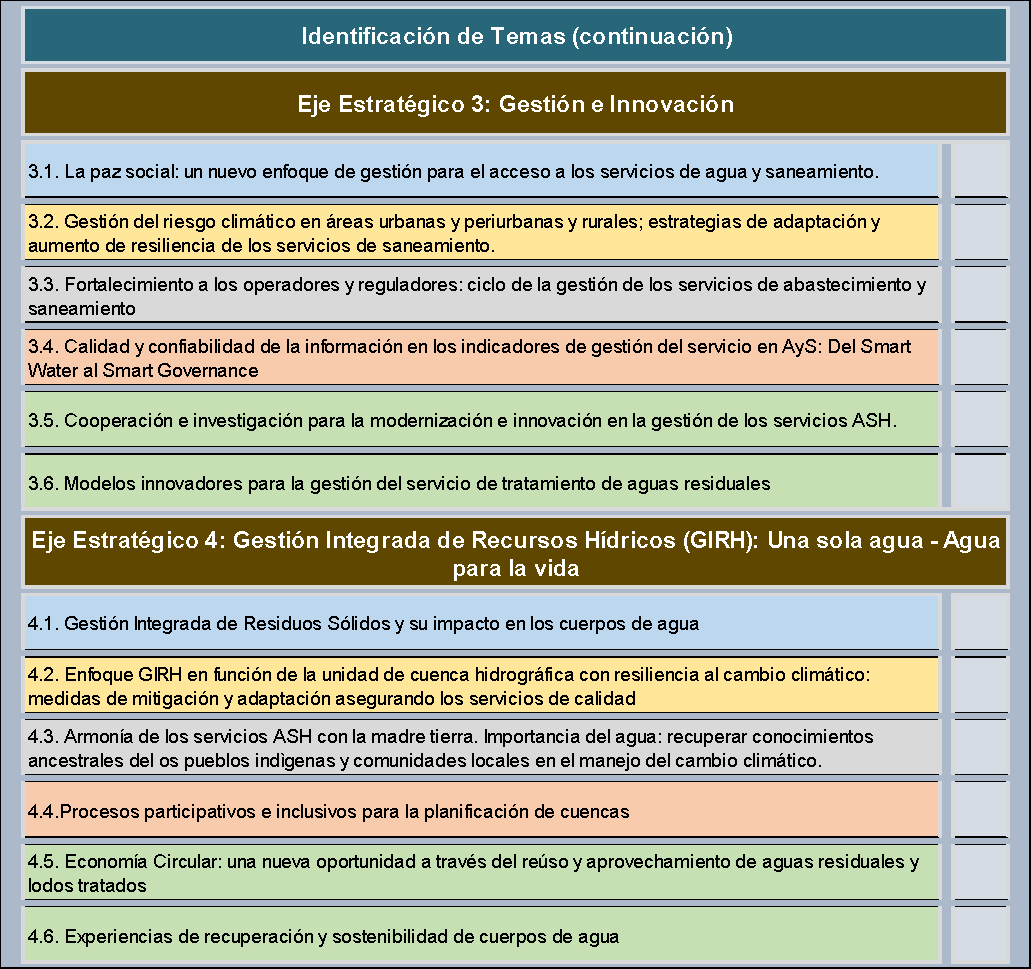 Identificación de Temas (continuación)
Eje Estratégico 3: Gestión e Innovación
3.1. La paz social: un nuevo enfoque de gestión para el acceso a los servicios de agua y saneamiento.
3.2. Gestión del riesgo climático en áreas urbanas y periurbanas y rurales; estrategias de adaptación y
aumento de resiliencia de los servicios de saneamiento.
3.3. Fortalecimiento a los operadores y reguladores: ciclo de la gestión de los servicios de abastecimiento y
saneamiento
3.4. Calidad y confiabilidad de la información en los indicadores de gestión del servicio en AyS: Del Smart
Water al Smart Governance
3.5. Cooperación e investigación para la modernización e innovación en la gestión de los servicios ASH.
3.6. Modelos innovadores para la gestión del servicio de tratamiento de aguas residuales
Eje Estratégico 4: Gestión Integrada de Recursos Hídricos (GIRH): Una sola agua - Agua
para la vida
4.1. Gestión Integrada de Residuos Sólidos y su impacto en los cuerpos de agua
4.2. Enfoque GIRH en función de la unidad de cuenca hidrográfica con resiliencia al cambio climático:
medidas de mitigación y adaptación asegurando los servicios de calidad
4.3. Armonía de los servicios ASH con la madre tierra. Importancia del agua: recuperar conocimientos
ancestrales del os pueblos indìgenas y comunidades locales en el manejo del cambio climático.
4.4.Procesos participativos e inclusivos para la planificación de cuencas
4.5. Economía Circular: una nueva oportunidad a través del reúso y aprovechamiento de aguas residuales y
lodos tratados
4.6. Experiencias de recuperación y sostenibilidad de cuerpos de agua